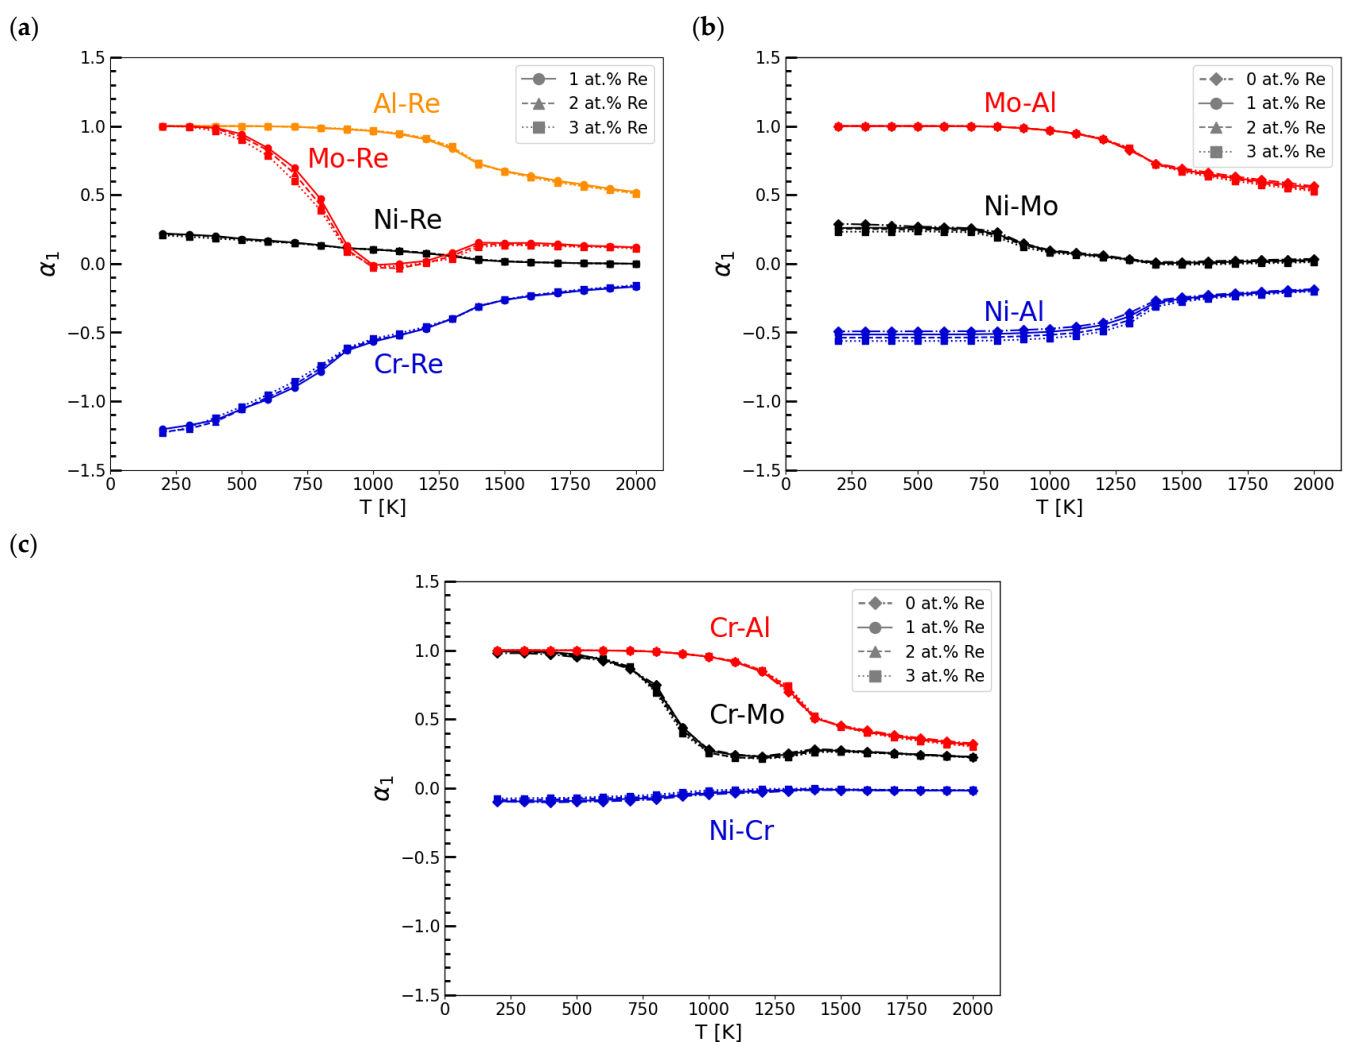 (a)
1.5
1.0
0.5
0.0
−0.5
−1.0
−1.5
α1
Al-Re
Mo-Re
Ni-Re
Cr-Re
1 at.% Re
2 at.% Re
3 at.% Re
0 250 500 750 1000 1250 1500 1750 2000
T [K]
(b)
1.5
1.0
0.5
0.0
−0.5
−1.0
−1.5
α1
Mo-Al
Ni-Mo
Ni-Al
0 at.% Re
1 at.% Re
2 at.% Re
3 at.% Re
0 250 500 750 1000 1250 1500 1750 2000
T [K]
(c)
1.5
1.0
0.5
0.0
−0.5
−1.0
−1.5
α1
Cr-Al
Cr-Mo
Ni-Cr
0 at.% Re
1 at.% Re
2 at.% Re
3 at.% Re
0 250 500 750 1000 1250 1500 1750 2000
T [K]